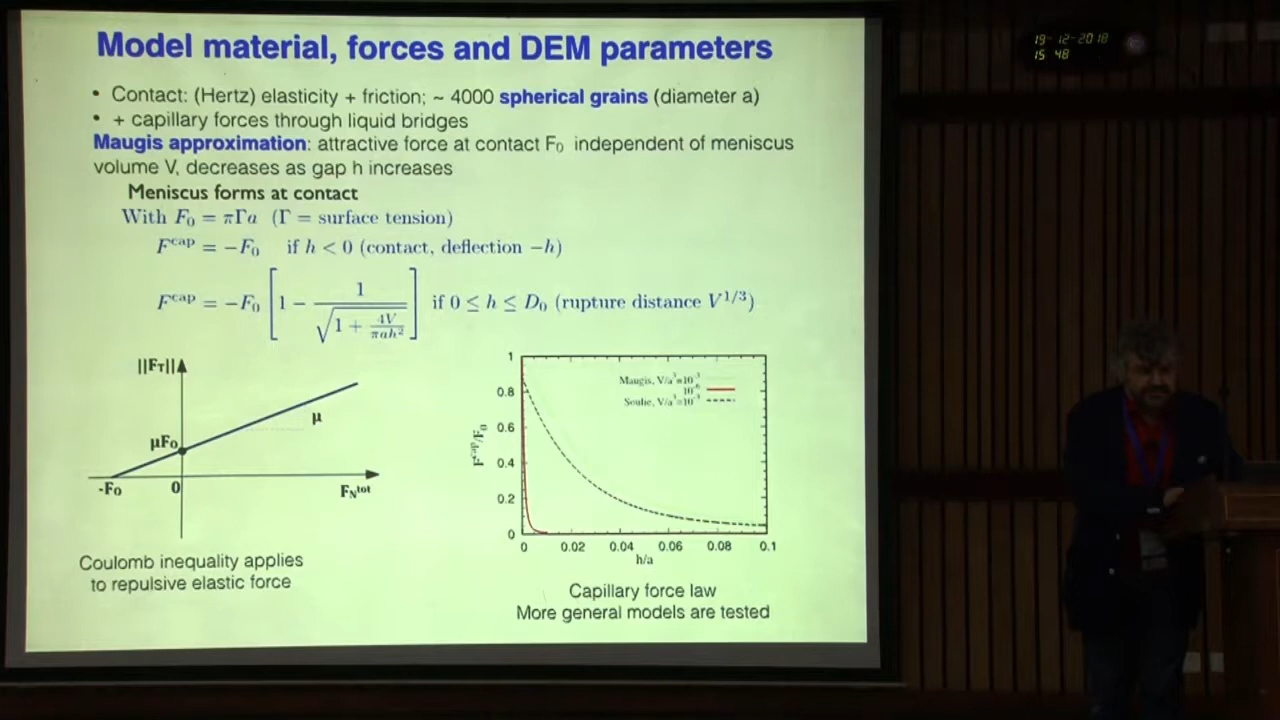 Model material, forces and DEM parameters
• Contact: (Hertz) elasticity + friction; ~ 4000 spherical grains (diameter a)
• + capillary forces through liquid bridges
Maugis approximation: attractive force at contact F₀ independent of meniscus
volume V, decreases as gap h increases
Meniscus forms at contact
With F₀ = πΓa (Γ = surface tension)
F^cap = −F₀ if h < 0 (contact, deflection −h)
F^cap = −F₀ [1 − 1/√(1 + 4V/πah²)] if 0 ≤ h ≤ D₀ (rupture distance V^1/3)
||F_T||
μF₀
μ
-F₀
0
F_N^tot
Coulomb inequality applies
to repulsive elastic force
1
0.8
0.6
0.4
0.2
0
F^cap/F₀
Maugis, V/a³=10⁻³
10⁻⁶
Soulie, V/a³=10⁻³
0 0.02 0.04 0.06 0.08 0.1
h/a
Capillary force law
More general models are tested
19-12-2018
15 48